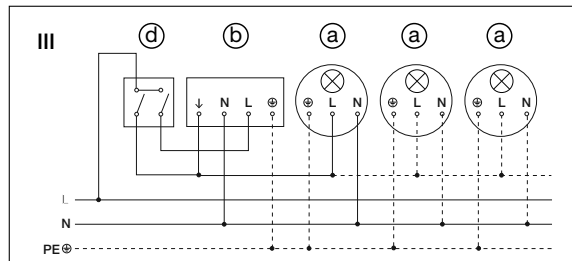 III
d b a a a
↓ N L ⏚ ⏚ L N ⏚ L N ⏚ L N
L
N
PE ⏚